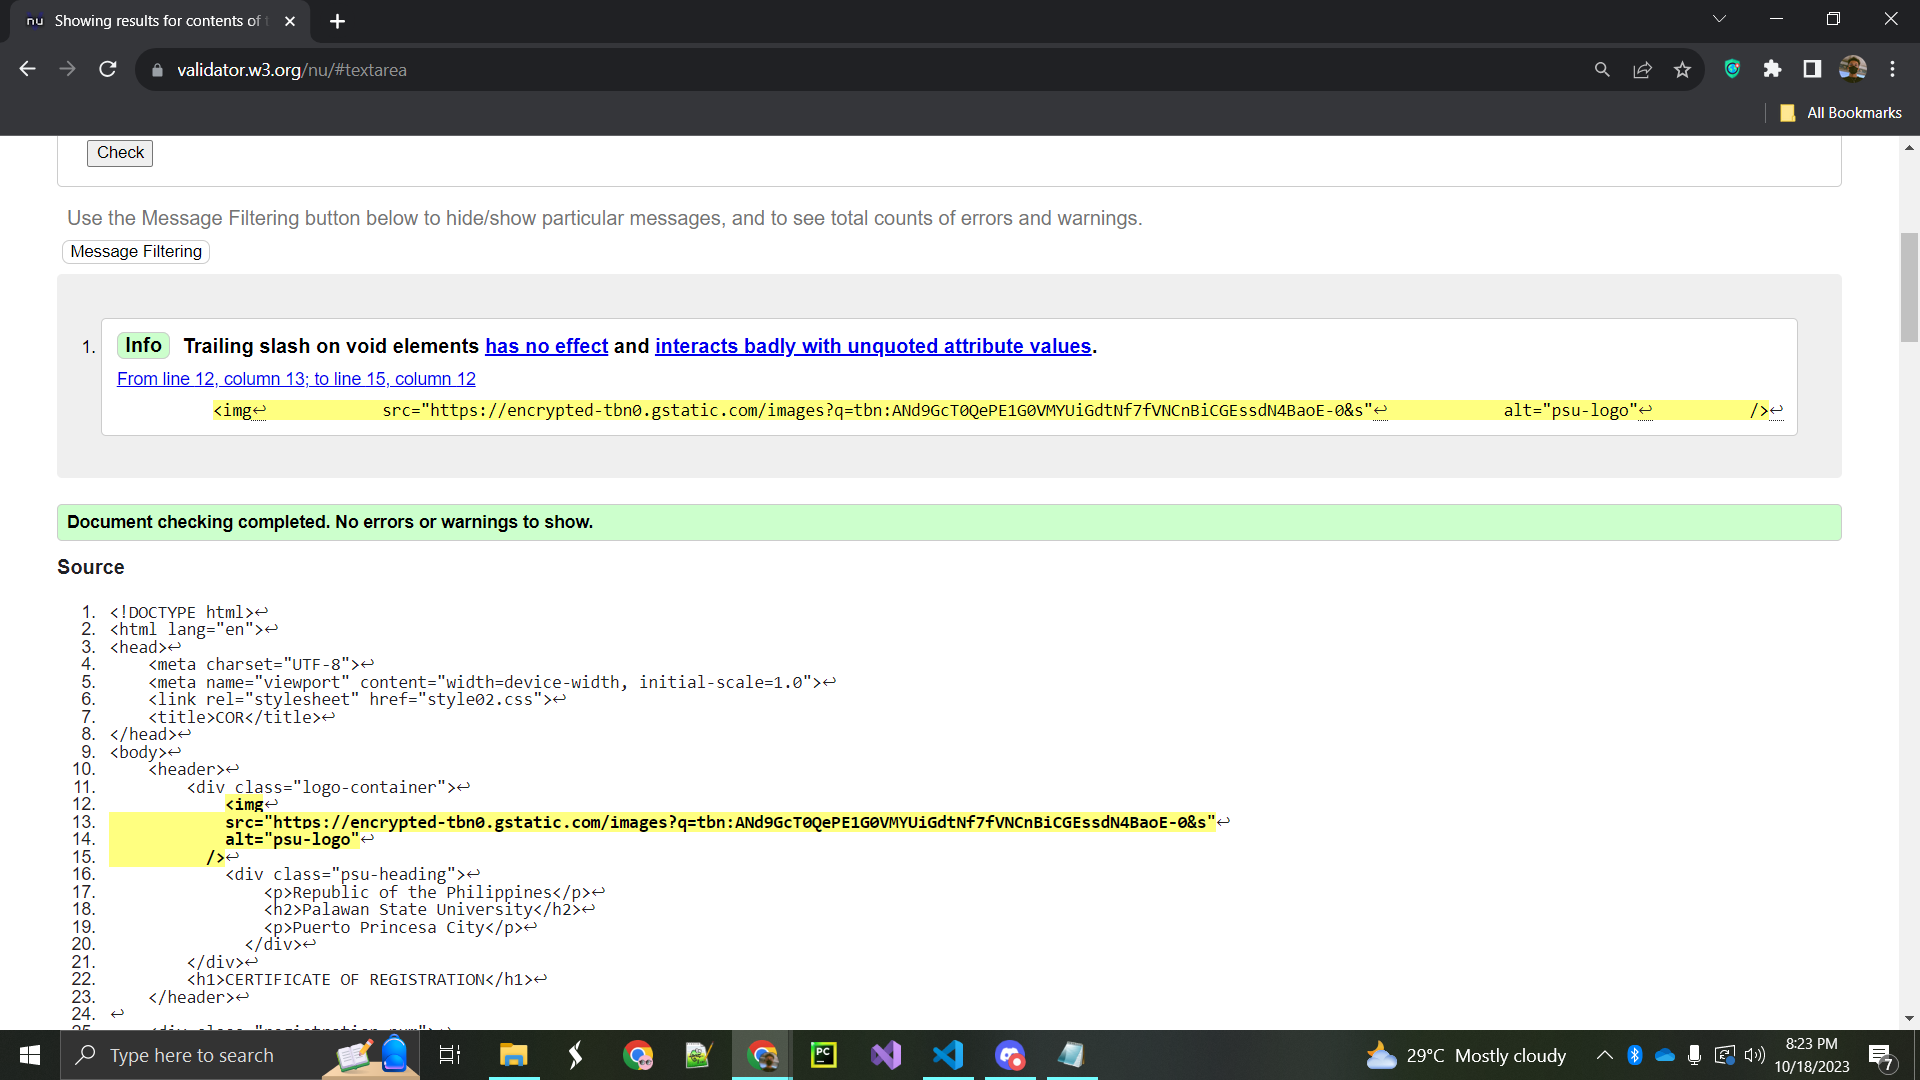 nu Showing results for contents of t
validator.w3.org/nu/#textarea
All Bookmarks
Check
Use the Message Filtering button below to hide/show particular messages, and to see total counts of errors and warnings.
Message Filtering
1. Info Trailing slash on void elements has no effect and interacts badly with unquoted attribute values.
From line 12, column 13; to line 15, column 12
<img↩ src="https://encrypted-tbn0.gstatic.com/images?q=tbn:ANd9GcT0QePE1G0VMYUiGdtNf7fVNCnBiCGEssdN4BaoE-0&s"↩ alt="psu-logo"↩ />↩
Document checking completed. No errors or warnings to show.
Source
1. <!DOCTYPE html>↩
2. <html lang="en">↩
3. <head>↩
4. <meta charset="UTF-8">↩
5. <meta name="viewport" content="width=device-width, initial-scale=1.0">↩
6. <link rel="stylesheet" href="style02.css">↩
7. <title>COR</title>↩
8. </head>↩
9. <body>↩
10. <header>↩
11. <div class="logo-container">↩
12. <img↩
13. src="https://encrypted-tbn0.gstatic.com/images?q=tbn:ANd9GcT0QePE1G0VMYUiGdtNf7fVNCnBiCGEssdN4BaoE-0&s"↩
14. alt="psu-logo"↩
15. />↩
16. <div class="psu-heading">↩
17. <p>Republic of the Philippines</p>↩
18. <h2>Palawan State University</h2>↩
19. <p>Puerto Princesa City</p>↩
20. </div>↩
21. </div>↩
22. <h1>CERTIFICATE OF REGISTRATION</h1>↩
23. </header>↩
24. ↩
25. <div class="registration-num">↩
Type here to search
PC
29°C Mostly cloudy
8:23 PM
10/18/2023
7